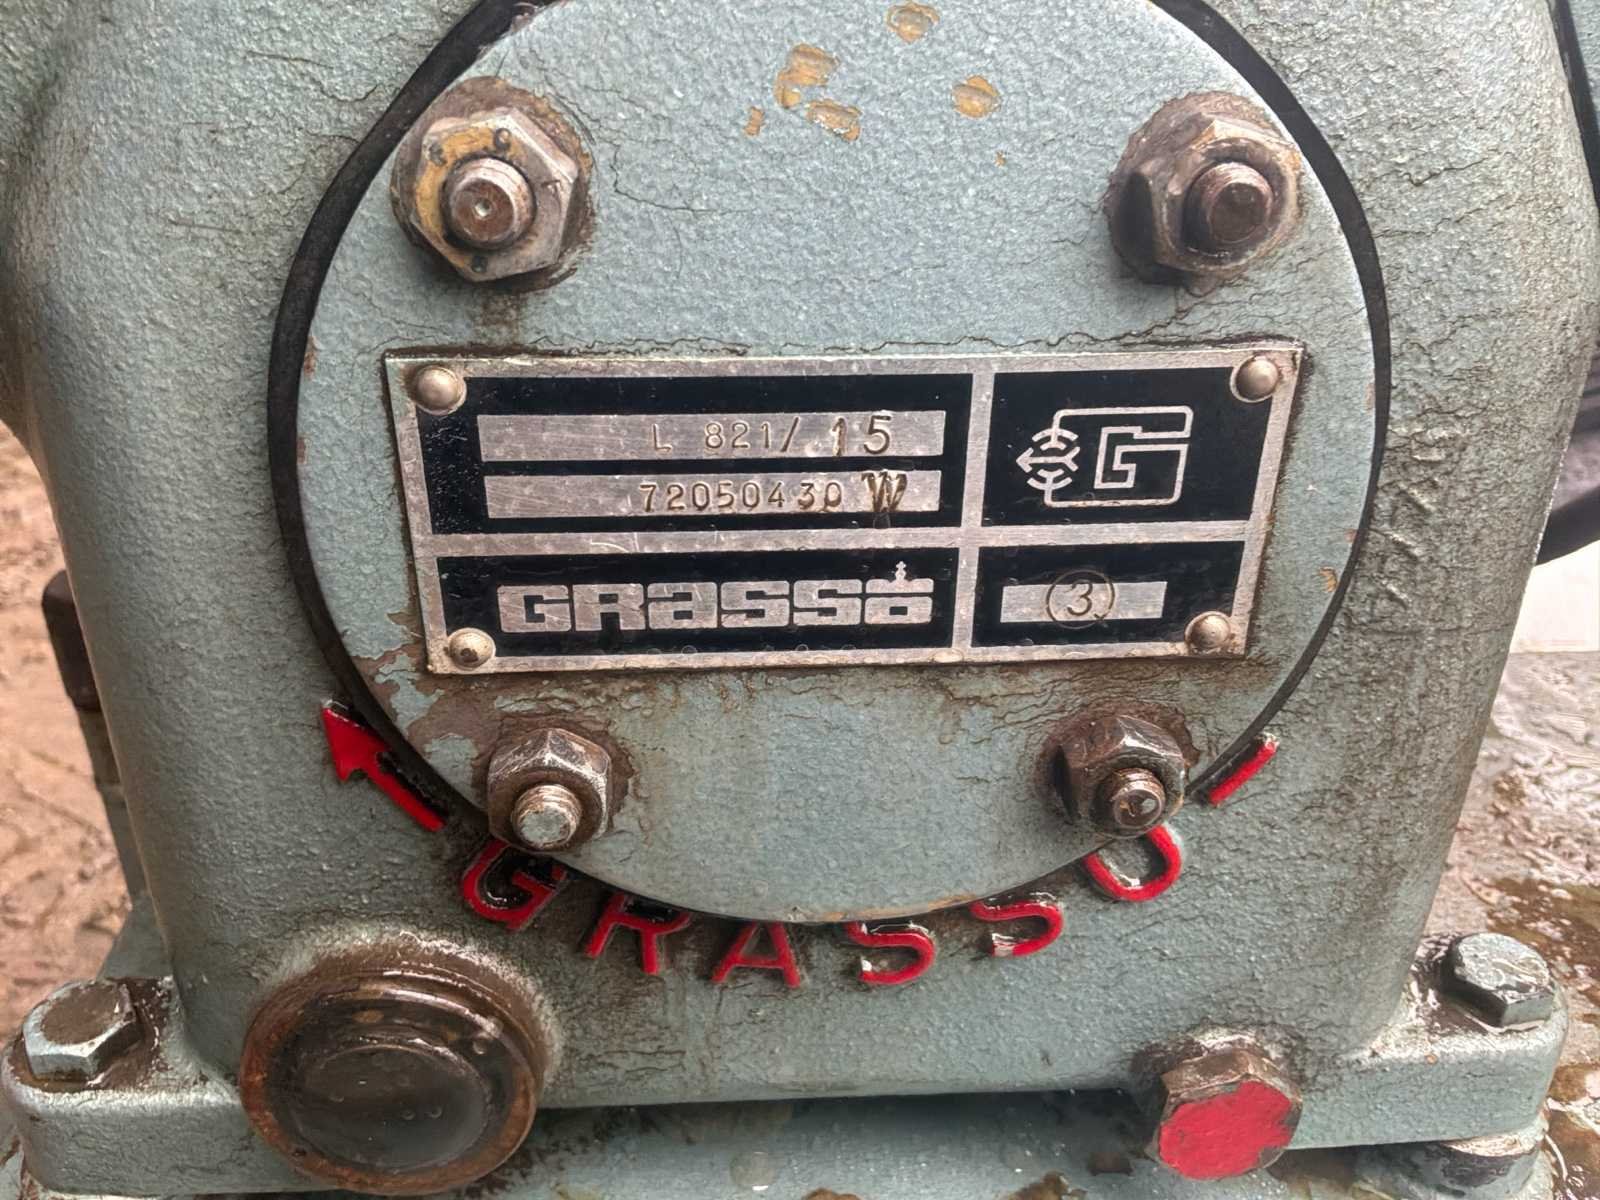 L 821/15
72050430 W
G
GRASSO
3
GRASSO